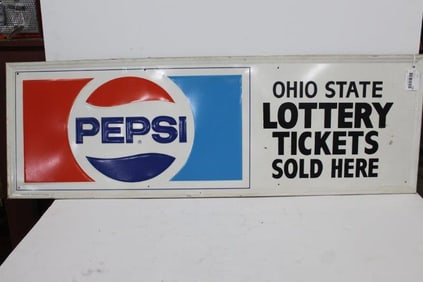 PEPSI
®
OHIO STATE
LOTTERY
TICKETS
SOLD HERE